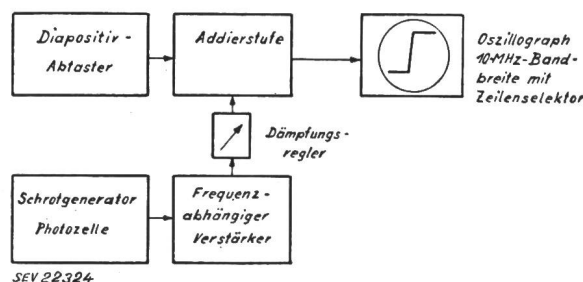 Diapositiv-
Abtaster
Addierstufe
Oszillograph
10-MHz-Band-
breite mit
Zeilenselektor
Dämpfungs-
regler
Schrotgenerator
Photozelle
Frequenz-
abhängiger
Verstärker
SEV 22324